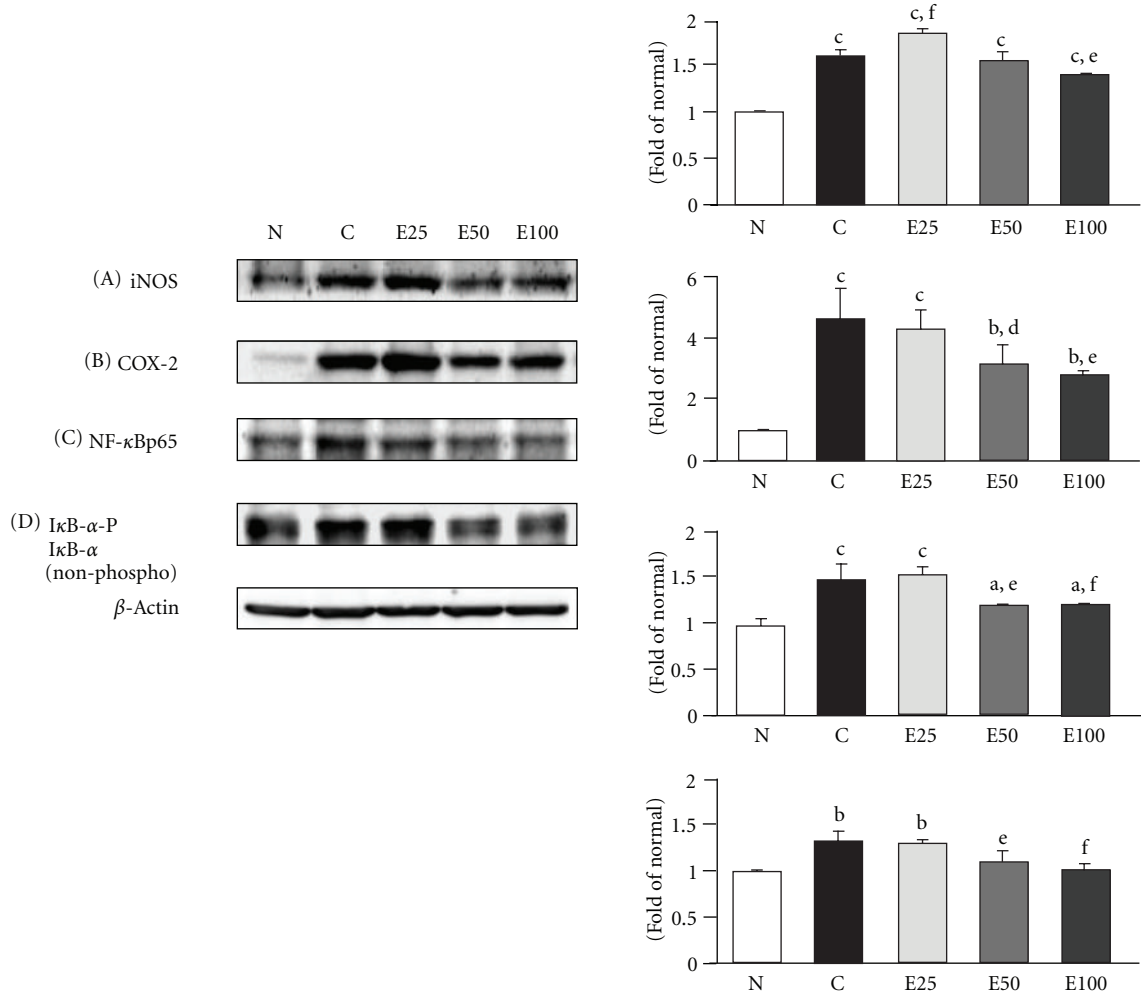 N C E25 E50 E100
(A) iNOS
(B) COX-2
(C) NF-κBp65
(D) IκB-α-P
IκB-α
(non-phospho)
β-Actin
(Fold of normal)
2
1.5
1
0.5
0
c
c, f
c
c, e
N C E25 E50 E100
(Fold of normal)
6
4
2
0
c
c
b, d
b, e
N C E25 E50 E100
(Fold of normal)
2
1.5
1
0.5
0
c
c
a, e
a, f
N C E25 E50 E100
(Fold of normal)
2
1.5
1
0.5
0
b
b
e
f
N C E25 E50 E100